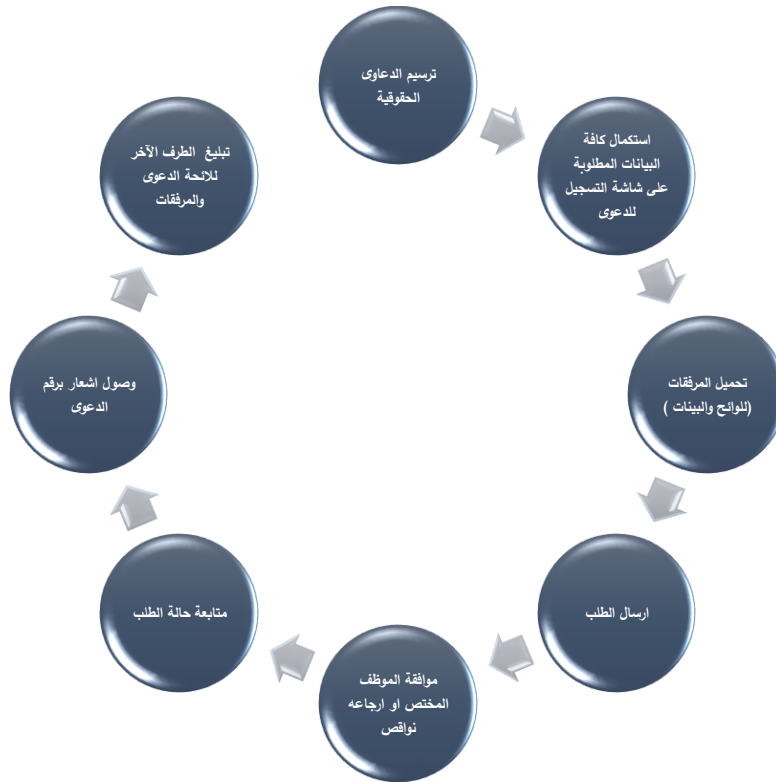 ترسيم الدعاوى
الحقوقية
استكمال كافة
البيانات المطلوبة
على شاشة التسجيل
للدعوى
تحميل المرفقات
(للوائح والبينات )
ارسال الطلب
موافقة الموظف
المختص او ارجاعه
نواقص
متابعة حالة الطلب
وصول اشعار برقم
الدعوى
تبليغ الطرف الآخر
للائحة الدعوى
والمرفقات